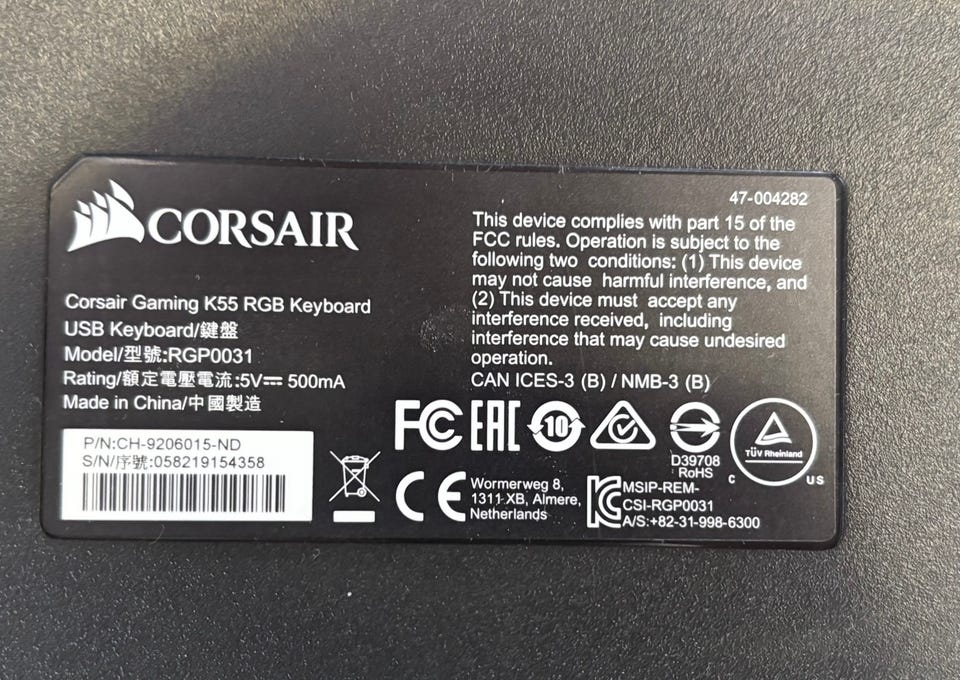 CORSAIR
Corsair Gaming K55 RGB Keyboard
USB Keyboard/鍵盤
Model/型號:RGP0031
Rating/額定電壓電流:5V⎓ 500mA
Made in China/中國製造
P/N:CH-9206015-ND
S/N/序號:058219154358
47-004282
This device complies with part 15 of the
FCC rules. Operation is subject to the
following two conditions: (1) This device
may not cause harmful interference, and
(2) This device must accept any
interference received, including
interference that may cause undesired
operation.
CAN ICES-3 (B) / NMB-3 (B)
FC EAC 10
D39708
RoHS
TÜV Rheinland
C US
CE
Wormerweg 8,
1311 XB, Almere,
Netherlands
KC
MSIP-REM-
CSI-RGP0031
A/S:+82-31-998-6300